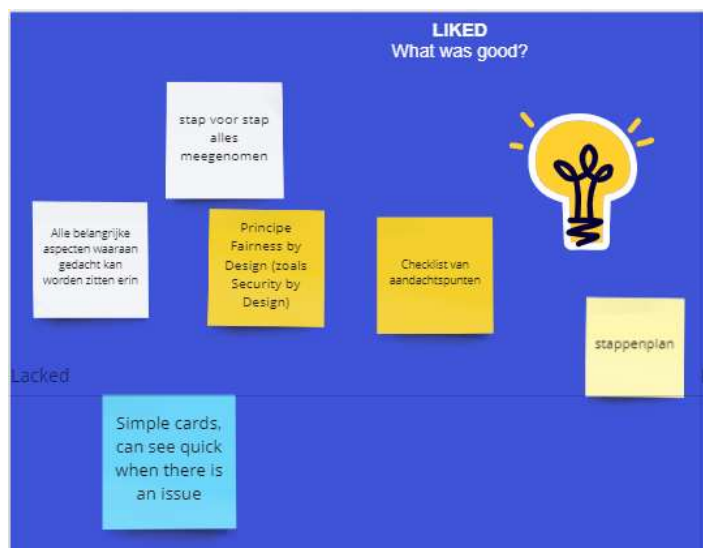 LIKED
What was good?
stap voor stap
alles
meegenomen
Alle belangrijke
aspecten waaraan
gedacht kan
worden zitten erin
Principe
Fairness by
Design (zoals
Security by
Design)
Checklist van
aandachtspunten
stappenplan
Lacked
Simple cards,
can see quick
when there is
an issue